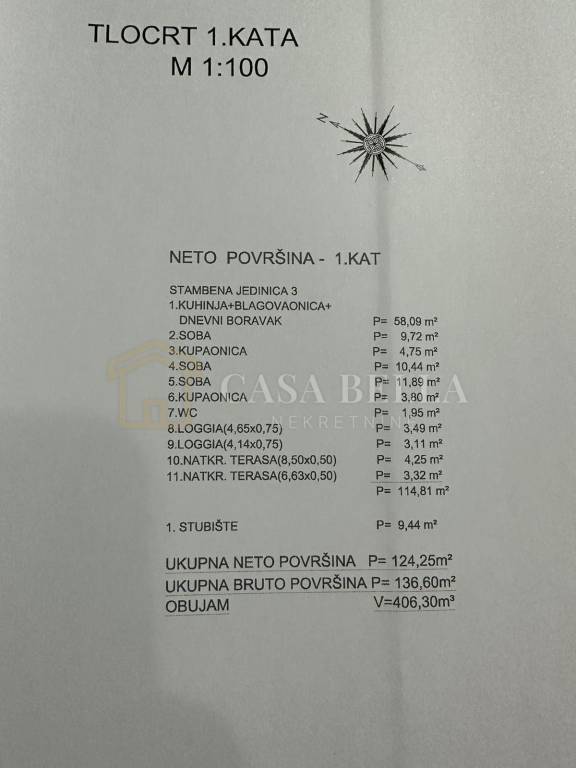 TLOCRT 1.KATA
M 1:100
N
NETO POVRŠINA - 1.KAT
STAMBENA JEDINICA 3
1.KUHINJA+BLAGOVAONICA+
DNEVNI BORAVAK P= 58,09 m²
2.SOBA P= 9,72 m²
3.KUPAONICA P= 4,75 m²
4.SOBA P= 10,44 m²
5.SOBA P= 11,89 m²
6.KUPAONICA P= 3,80 m²
7.WC P= 1,95 m²
8.LOGGIA(4,65x0,75) P= 3,49 m²
9.LOGGIA(4,14x0,75) P= 3,11 m²
10.NATKR. TERASA(8,50x0,50) P= 4,25 m²
11.NATKR. TERASA(6,63x0,50) P= 3,32 m²
P= 114,81 m²
1. STUBIŠTE P= 9,44 m²
UKUPNA NETO POVRŠINA P= 124,25m²
UKUPNA BRUTO POVRŠINA P= 136,60m²
OBUJAM V=406,30m³
CASA BELLA
NEKRETNINE